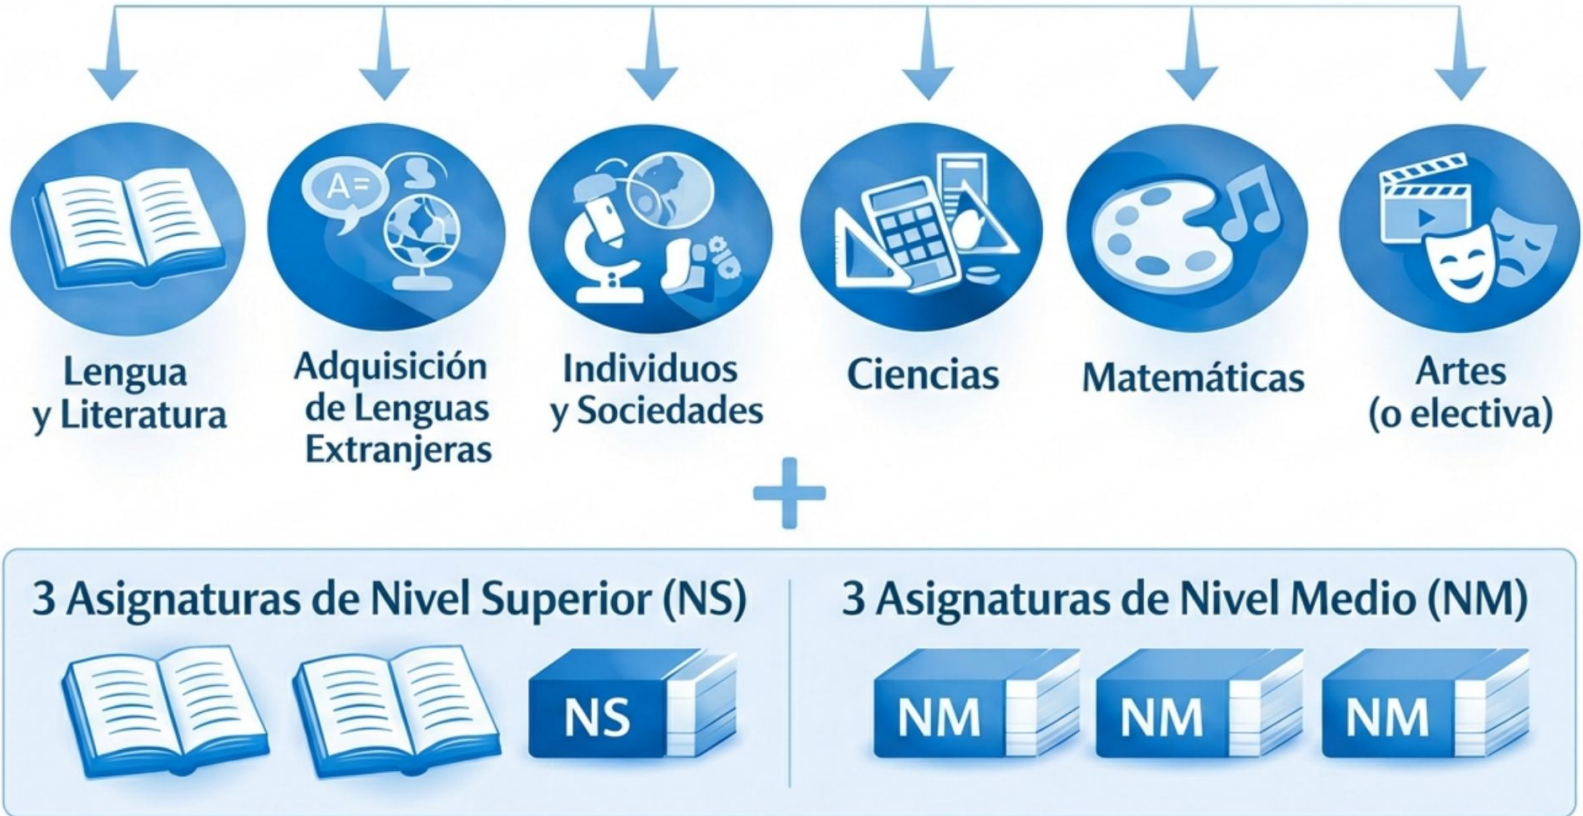 A=
Lengua
y Literatura
Adquisición
de Lenguas
Extranjeras
Individuos
y Sociedades
Ciencias
Matemáticas
Artes
(o electiva)
+
3 Asignaturas de Nivel Superior (NS)
NS
3 Asignaturas de Nivel Medio (NM)
NM
NM
NM